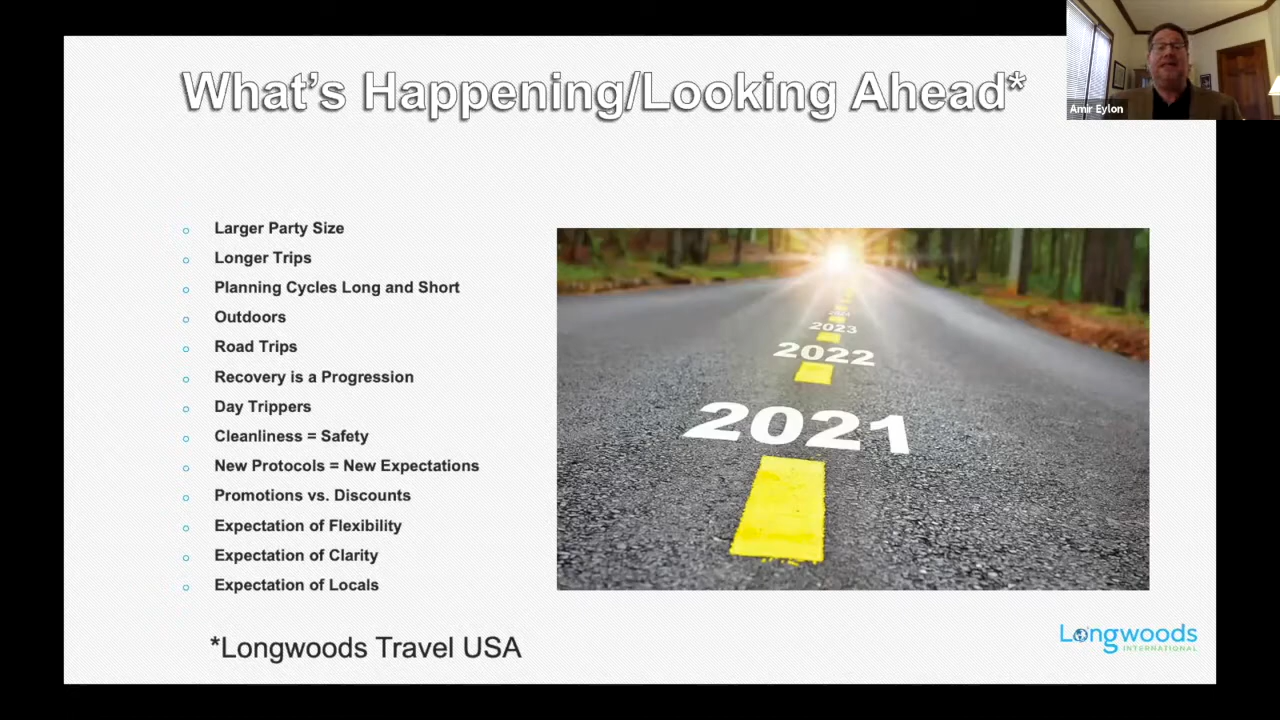 What's Happening/Looking Ahead*
Amir Eylon
Larger Party Size
Longer Trips
Planning Cycles Long and Short
Outdoors
Road Trips
Recovery is a Progression
Day Trippers
Cleanliness = Safety
New Protocols = New Expectations
Promotions vs. Discounts
Expectation of Flexibility
Expectation of Clarity
Expectation of Locals
2023
2022
2021
*Longwoods Travel USA
Longwoods
INTERNATIONAL